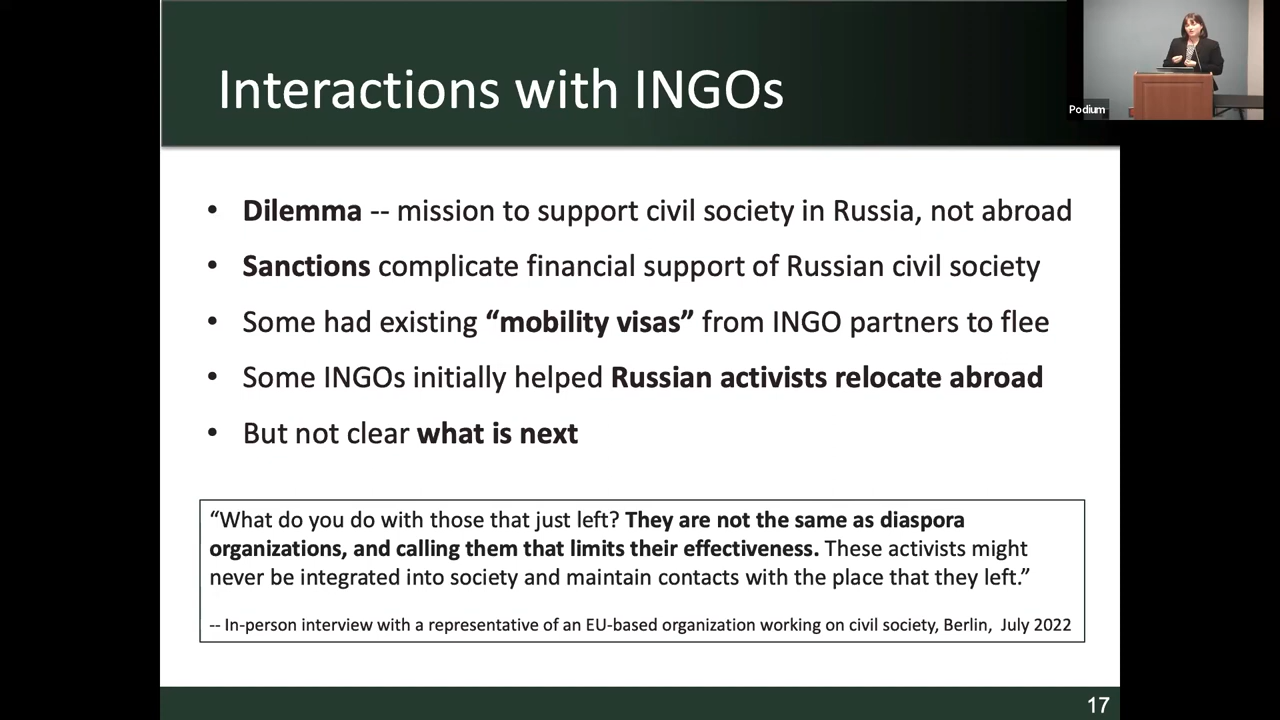 Interactions with INGOs
Podium
• Dilemma -- mission to support civil society in Russia, not abroad
• Sanctions complicate financial support of Russian civil society
• Some had existing “mobility visas” from INGO partners to flee
• Some INGOs initially helped Russian activists relocate abroad
• But not clear what is next
“What do you do with those that just left? They are not the same as diaspora
organizations, and calling them that limits their effectiveness. These activists might
never be integrated into society and maintain contacts with the place that they left.”
-- In-person interview with a representative of an EU-based organization working on civil society, Berlin,  July 2022
17